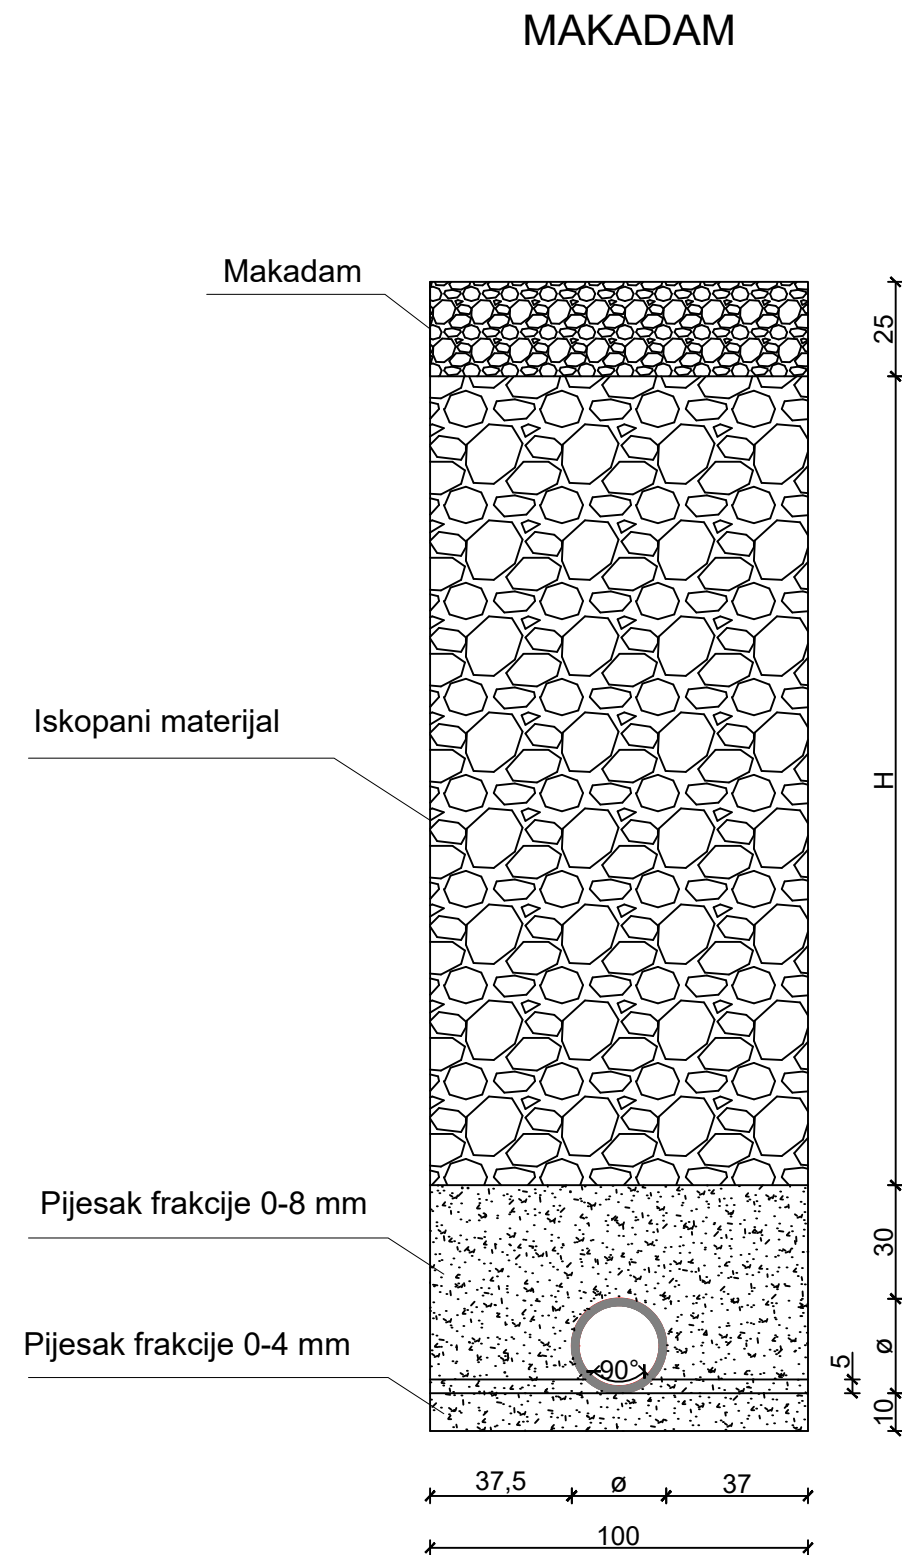 MAKADAM
Makadam
25
Iskopani materijal
H
Pijesak frakcije 0-8 mm
30
Pijesak frakcije 0-4 mm
ø
90°
5
10
37,5
ø
37
100